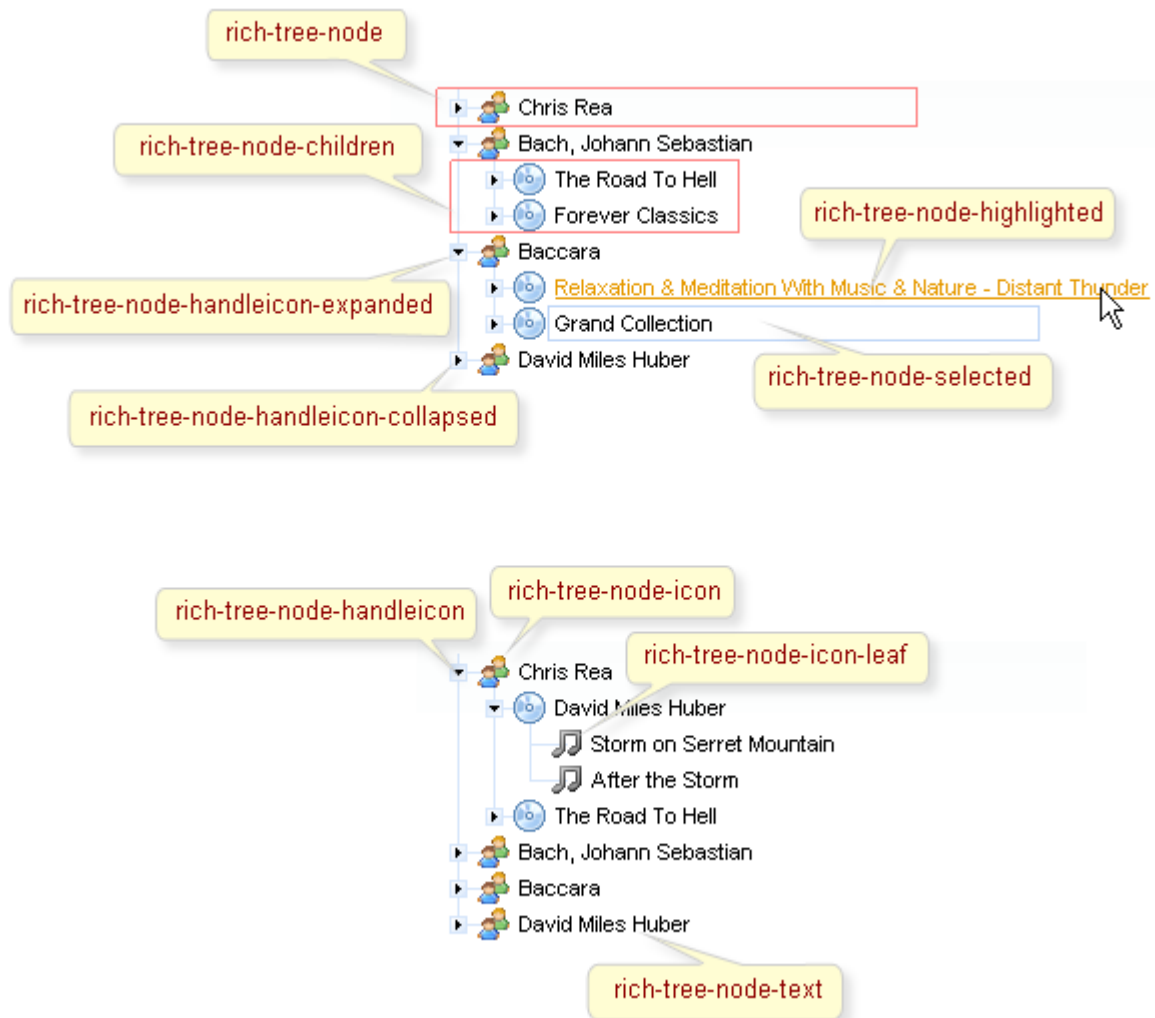 rich-tree-node
Chris Rea
rich-tree-node-children
Bach, Johann Sebastian
The Road To Hell
Forever Classics
rich-tree-node-highlighted
Baccara
rich-tree-node-handleicon-expanded
Relaxation & Meditation With Music & Nature - Distant Thunder
Grand Collection
David Miles Huber
rich-tree-node-selected
rich-tree-node-handleicon-collapsed
rich-tree-node-icon
rich-tree-node-handleicon
rich-tree-node-icon-leaf
Chris Rea
David Miles Huber
Storm on Serret Mountain
After the Storm
The Road To Hell
Bach, Johann Sebastian
Baccara
David Miles Huber
rich-tree-node-text